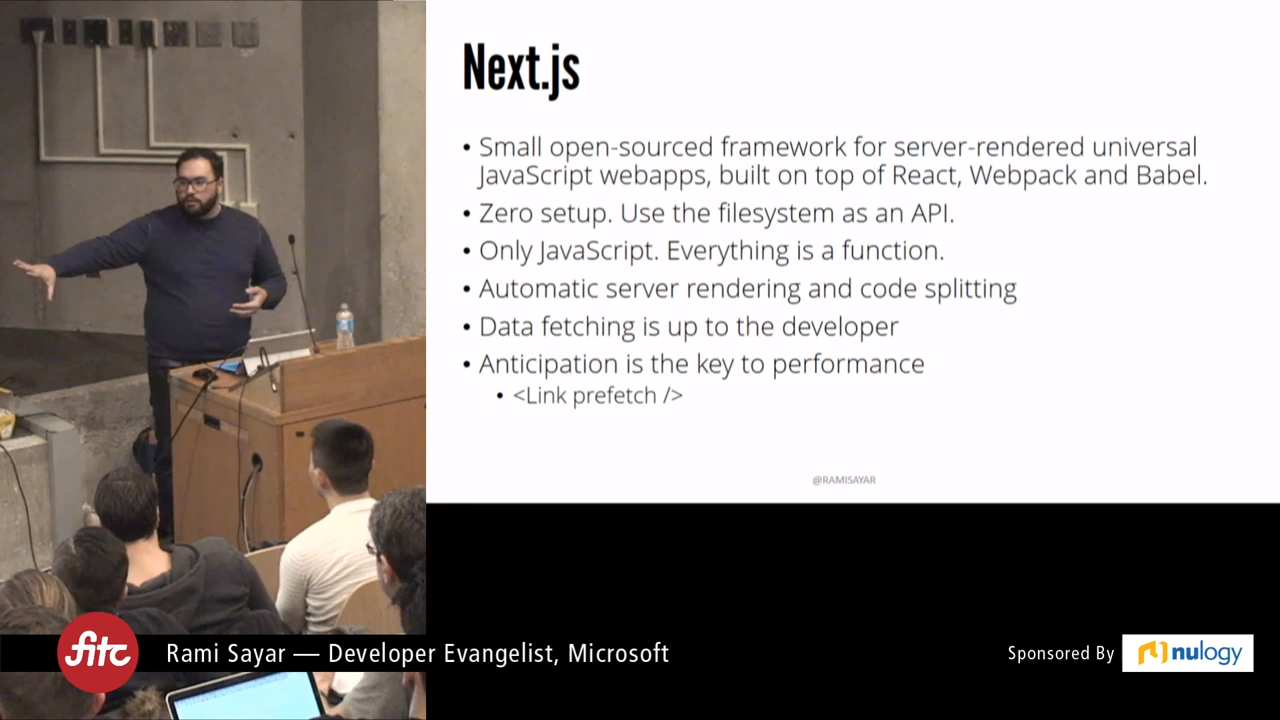 Next.js
• Small open-sourced framework for server-rendered universal
JavaScript webapps, built on top of React, Webpack and Babel.
• Zero setup. Use the filesystem as an API.
• Only JavaScript. Everything is a function.
• Automatic server rendering and code splitting
• Data fetching is up to the developer
• Anticipation is the key to performance
• <Link prefetch />
@RAMISAYAR
fitc
Rami Sayar — Developer Evangelist, Microsoft
Sponsored By
nulogy